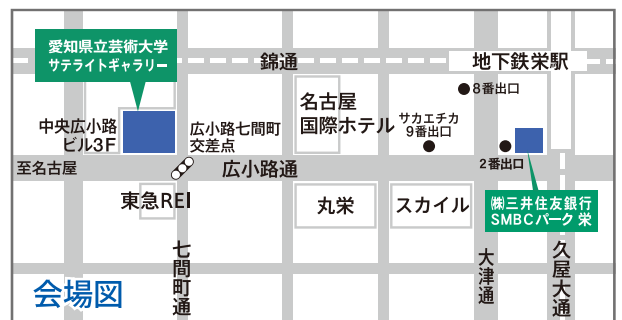 愛知県立芸術大学
サテライトギャラリー
錦通
地下鉄栄駅
8番出口
名古屋
国際ホテル
サカエチカ
9番出口
中央広小路
ビル3F
広小路七間町
交差点
2番出口
至名古屋
広小路通
東急REI
丸栄
スカイル
㈱三井住友銀行
SMBCパーク 栄
七間町通
大津通
久屋大通
会場図